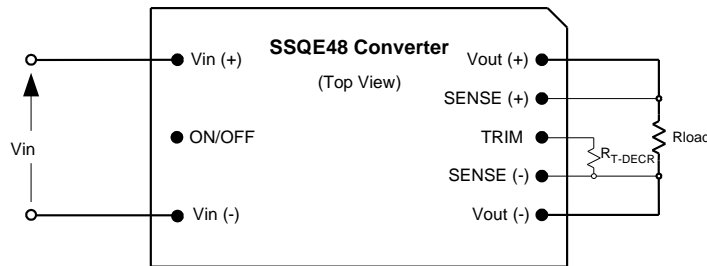 SSQE48 Converter
(Top View)
Vin (+)
Vout (+)
SENSE (+)
ON/OFF
TRIM
Vin
Rload
RT-DECR
SENSE (-)
Vin (-)
Vout (-)